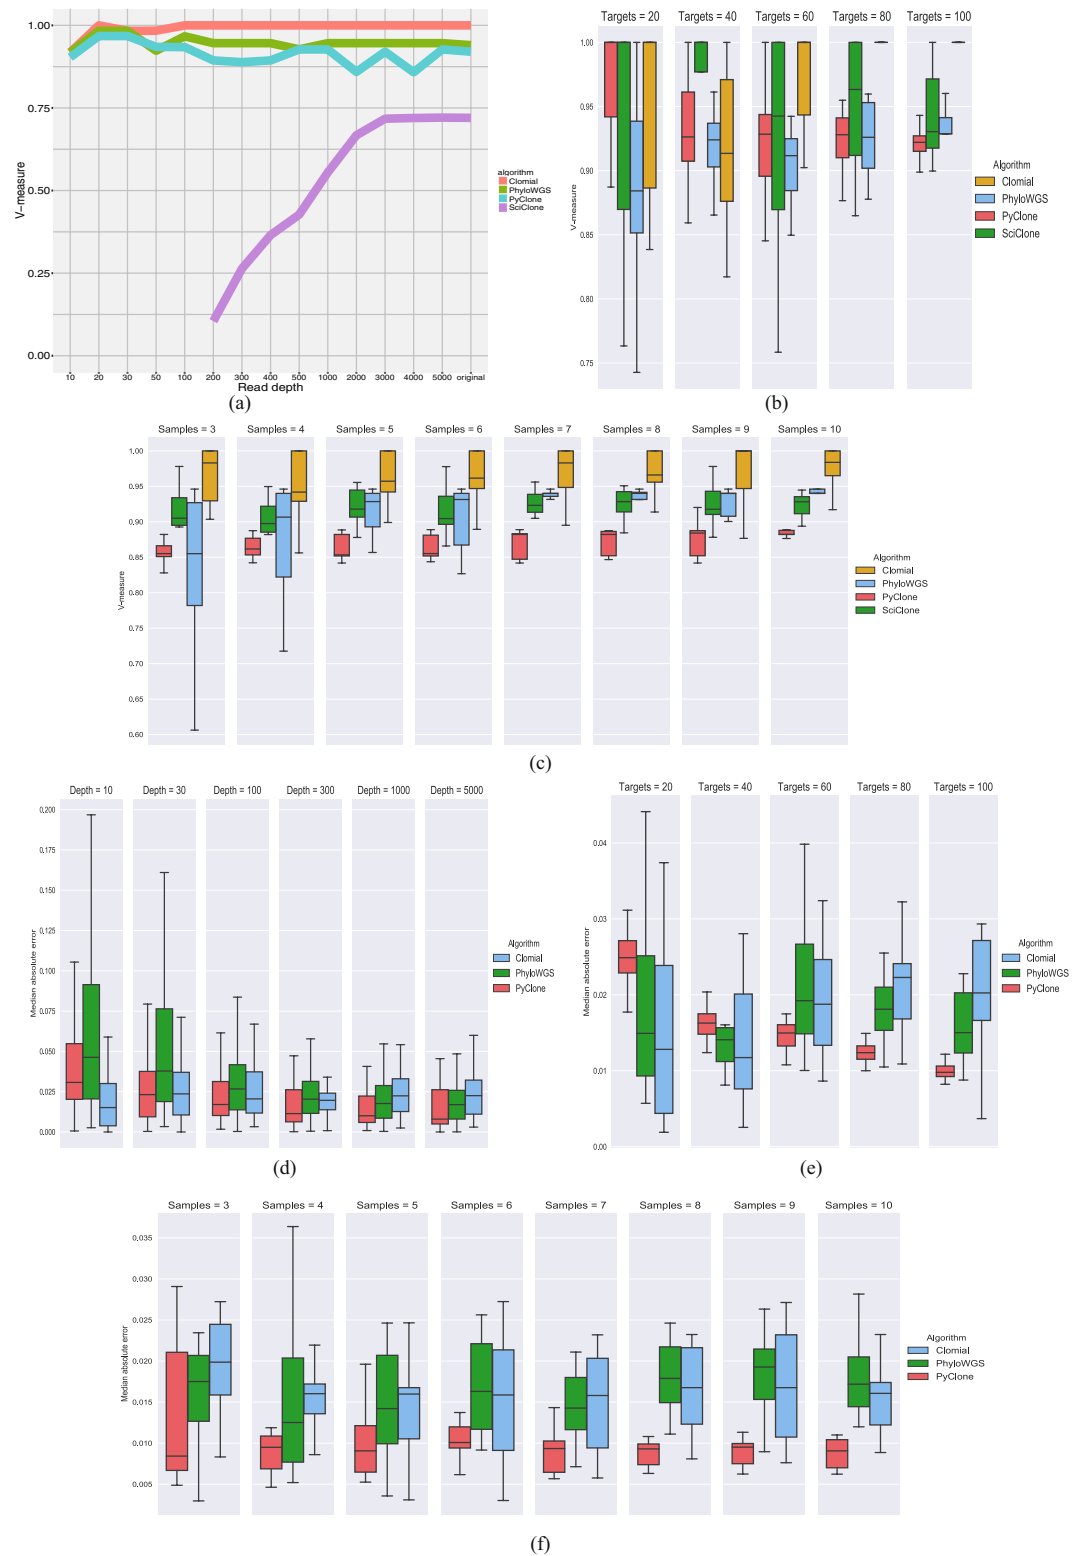 1.00
0.75
0.50
0.25
0.00
V-measure
10 20 30 50 100 200 300 400 500 1000 2000 3000 4000 5000 original
Read depth
algorithm
Clomial
PhyloWGS
PyClone
SciClone
(a)
Targets = 20 Targets = 40 Targets = 60 Targets = 80 Targets = 100
1.00
0.95
0.90
0.85
0.80
0.75
V-measure
Algorithm
Clomial
PhyloWGS
PyClone
SciClone
(b)
Samples = 3 Samples = 4 Samples = 5 Samples = 6 Samples = 7 Samples = 8 Samples = 9 Samples = 10
1.00
0.95
0.90
0.85
0.80
0.75
0.70
0.65
0.60
V-measure
Algorithm
Clomial
PhyloWGS
PyClone
SciClone
(c)
Depth = 10 Depth = 30 Depth = 100 Depth = 300 Depth = 1000 Depth = 5000
0.200
0.175
0.150
0.125
0.100
0.075
0.050
0.025
0.000
Median absolute error
Algorithm
Clomial
PhyloWGS
PyClone
(d)
Targets = 20 Targets = 40 Targets = 60 Targets = 80 Targets = 100
0.04
0.03
0.02
0.01
0.00
Median absolute error
Algorithm
Clomial
PhyloWGS
PyClone
(e)
Samples = 3 Samples = 4 Samples = 5 Samples = 6 Samples = 7 Samples = 8 Samples = 9 Samples = 10
0.035
0.030
0.025
0.020
0.015
0.010
0.005
Median absolute error
Algorithm
Clomial
PhyloWGS
PyClone
(f)